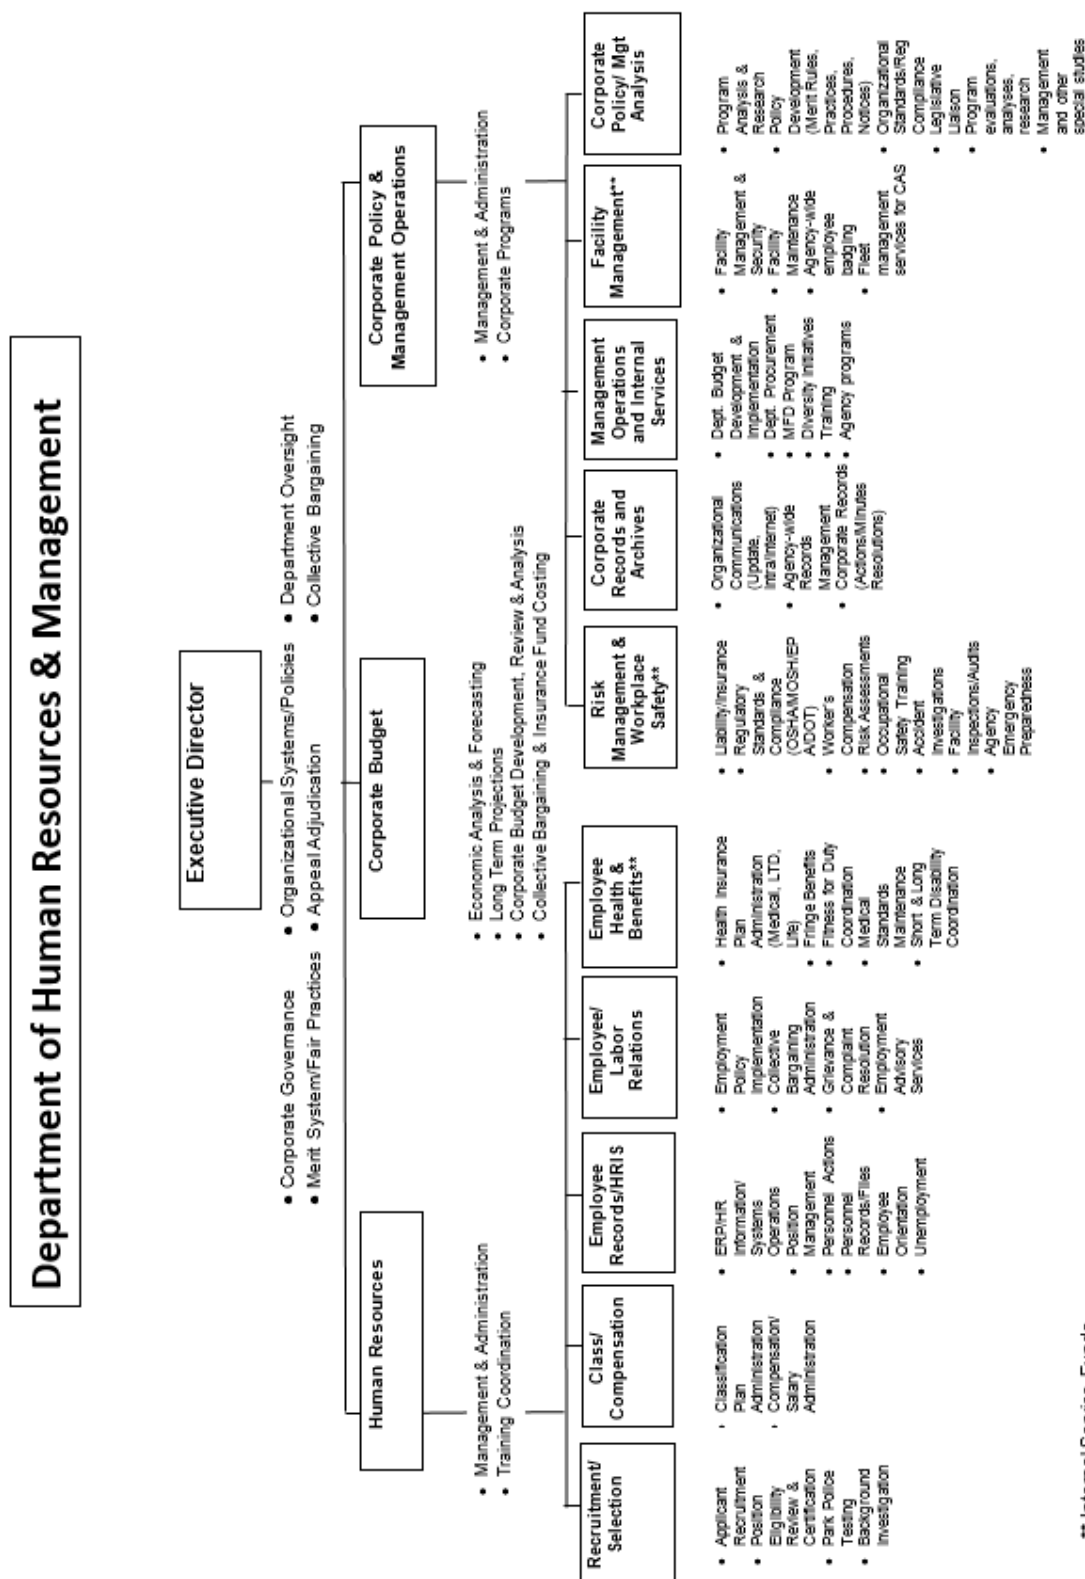 Department of Human Resources & Management
Executive Director
• Corporate Governance
• Merit System/Fair Practices
• Organizational Systems/Policies
• Appeal Adjudication
• Department Oversight
• Collective Bargaining
Human Resources
• Management & Administration
• Training Coordination
Corporate Budget
• Economic Analysis & Forecasting
• Long Term Projections
• Corporate Budget Development, Review & Analysis
• Collective Bargaining & Insurance Fund Costing
Corporate Policy &
Management Operations
• Management & Administration
• Corporate Programs
Recruitment/
Selection
• Applicant
Recruitment
• Position
Eligibility
Review &
Certification
• Park Police
Testing
• Background
Investigation
Class/
Compensation
• Classification
Plan
Administration
• Compensation/
Salary
Administration
Employee
Records/HRIS
• ERP/HR
Information/
Systems
Operations
• Position
Management
• Personnel Actions
• Personnel
Records/Files
• Employee
Orientation
• Unemployment
Employee/
Labor
Relations
• Employment
Policy
Implementation
• Collective
Bargaining
Administration
• Grievance &
Complaint
Resolution
• Employment
Advisory
Services
Employee
Health &
Benefits**
• Health Insurance
Plan
Administration
(Medical, LTD,
Life)
• Fringe Benefits
• Fitness for Duty
Coordination
• Medical
Standards
Maintenance
• Short & Long
Term Disability
Coordination
Risk
Management &
Workplace
Safety**
• Liability/Insurance
• Regulatory
Standards &
Compliance
(OSHA/MOSH/EP
A/DOT)
• Worker's
Compensation
• Risk Assessments
• Occupational
Safety Training
• Accident
Investigations
• Facility
Inspections/Audits
• Agency
Emergency
Preparedness
Corporate
Records and
Archives
• Organizational
Communications
(Update,
Intra/Internet)
• Agency-wide
Records
Management
• Corporate Records
(Actions/Minutes
Resolutions)
Management
Operations
and Internal
Services
• Dept. Budget
Development &
Implementation
• Dept. Procurement
• MFD Program
• Diversity Initiatives
• Training
• Agency programs
Facility
Management**
• Facility
Management &
Security
• Facility
Maintenance
• Agency-wide
employee
badging
• Fleet
management
services for CAS
Corporate
Policy/ Mgt
Analysis
• Program
Analysis &
Research
• Policy
Development
(Merit Rules,
Practices,
Procedures,
Notices)
• Organizational
Standards/Reg
Compliance
• Legislative
Liaison
• Program
evaluations,
analyses,
research
• Management
and other
special studies
** Internal Service Funds